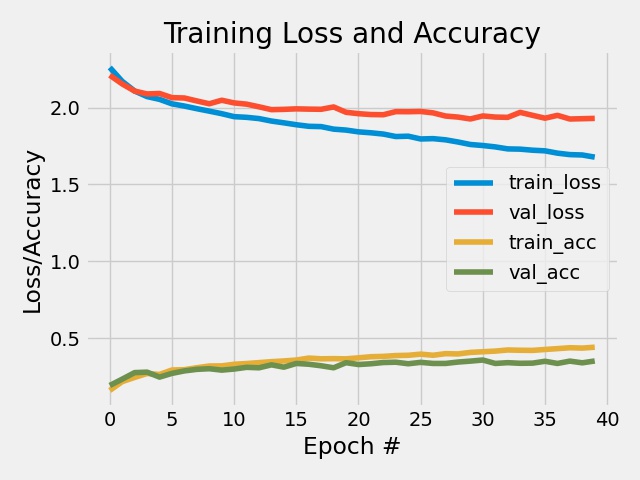 Training Loss and Accuracy
Loss/Accuracy
2.0
1.5
1.0
0.5
train_loss
val_loss
train_acc
val_acc
0 5 10 15 20 25 30 35 40
Epoch #